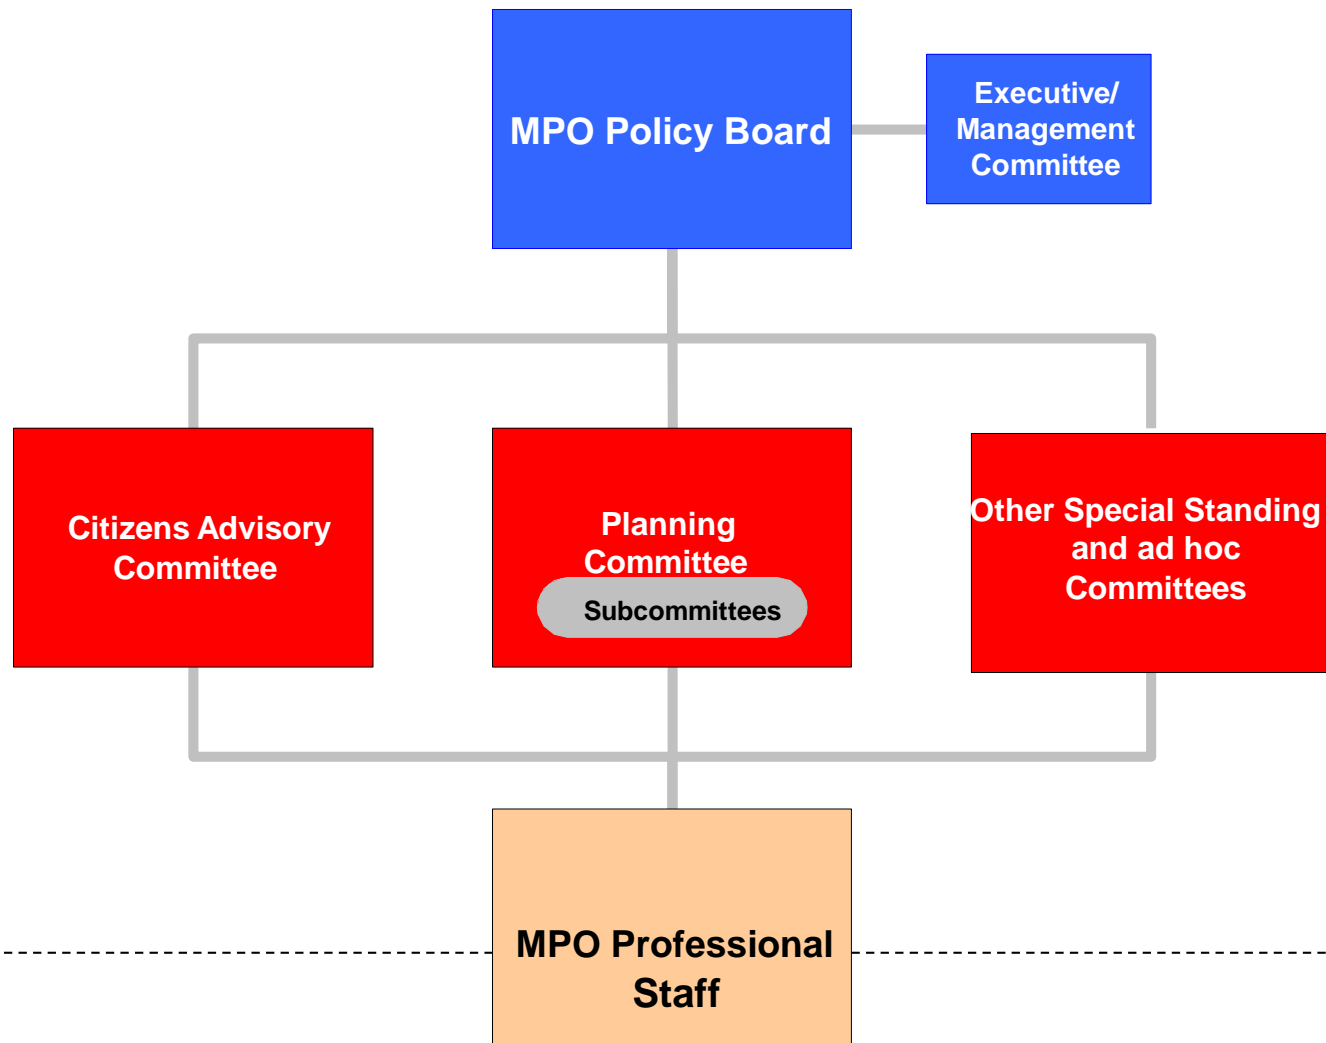 MPO Policy Board
Executive/
Management
Committee
Citizens Advisory
Committee
Planning
Committee
Subcommittees
Other Special Standing
and ad hoc
Committees
MPO Professional
Staff